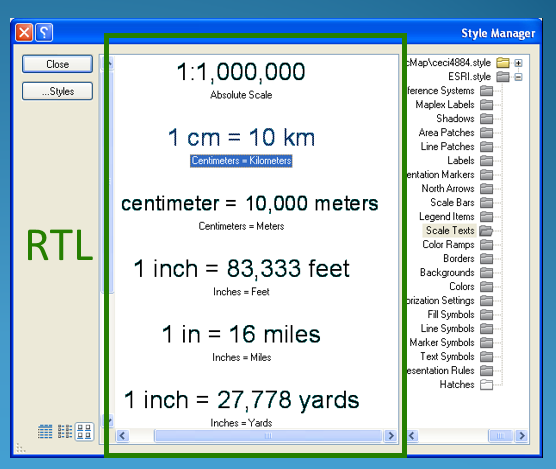 Style Manager
Close
...Styles
RTL
1:1,000,000
Absolute Scale
1 cm = 10 km
Centimeters = Kilometers
centimeter = 10,000 meters
Centimeters = Meters
1 inch = 83,333 feet
Inches = Feet
1 in = 16 miles
Inches = Miles
1 inch = 27,778 yards
Inches = Yards
cMap\ceci4884.style
ESRI.style
ference Systems
Maplex Labels
Shadows
Area Patches
Line Patches
Labels
entation Markers
North Arrows
Scale Bars
Legend Items
Scale Texts
Color Ramps
Borders
Backgrounds
Colors
orization Settings
Fill Symbols
Line Symbols
Marker Symbols
Text Symbols
esentation Rules
Hatches